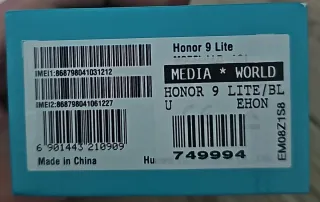 Honor 9 Lite
IMEI1:868798041031212
MEDIA * WORLD
HONOR 9 LITE/BL
U EHON
IMEI2:868798041061227
6 901443 210909
Made in China
749994
EM08Z1S8